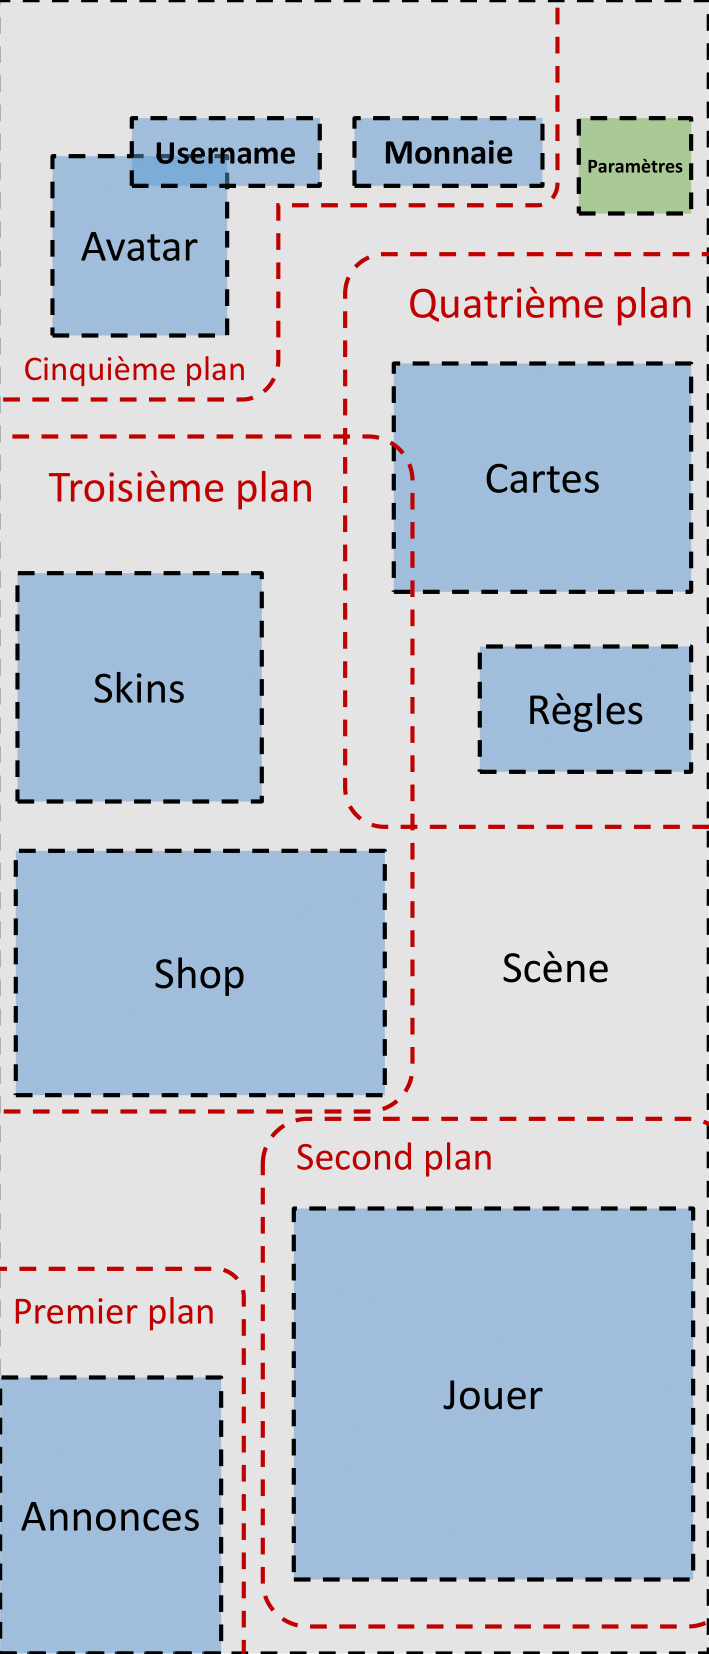 Username
Monnaie
Paramètres
Avatar
Quatrième plan
Cinquième plan
Cartes
Troisième plan
Skins
Règles
Shop
Scène
Second plan
Premier plan
Jouer
Annonces